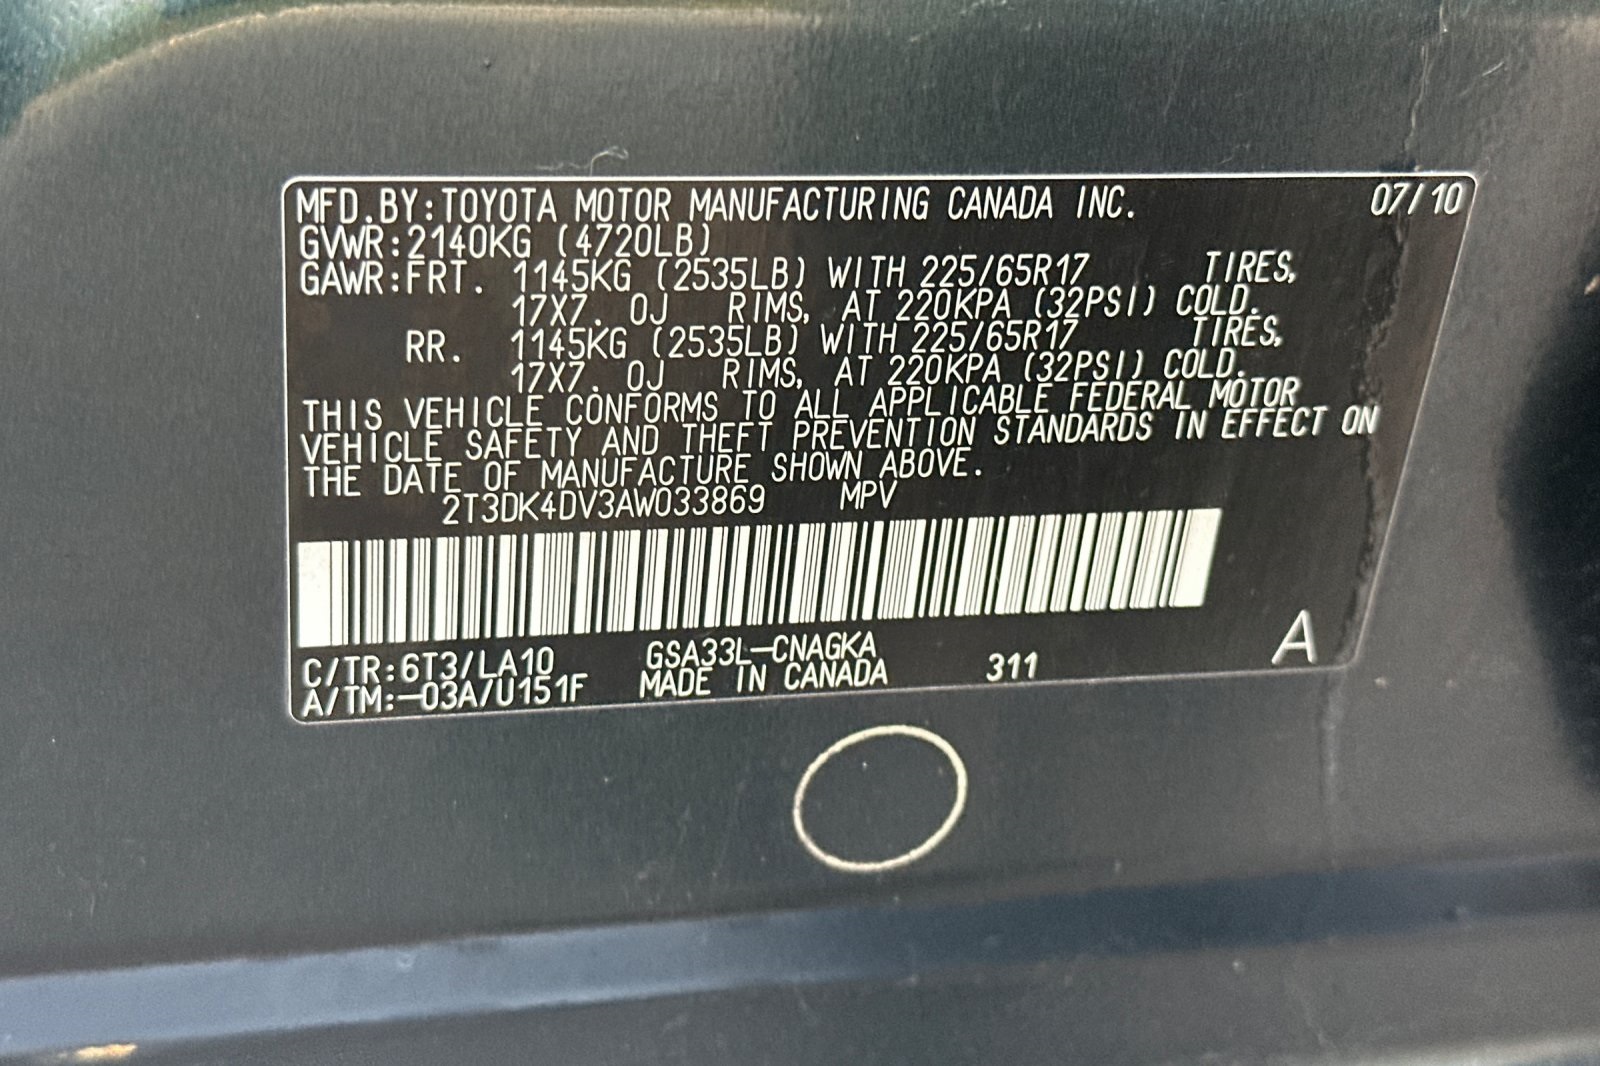 MFD.BY:TOYOTA MOTOR MANUFACTURING CANADA INC. 07/10
GVWR:2140KG (4720LB)
GAWR:FRT. 1145KG (2535LB) WITH 225/65R17 TIRES,
17X7. 0J RIMS, AT 220KPA (32PSI) COLD.
RR. 1145KG (2535LB) WITH 225/65R17 TIRES,
17X7. 0J RIMS, AT 220KPA (32PSI) COLD.
THIS VEHICLE CONFORMS TO ALL APPLICABLE FEDERAL MOTOR
VEHICLE SAFETY AND THEFT PREVENTION STANDARDS IN EFFECT ON
THE DATE OF MANUFACTURE SHOWN ABOVE.
2T3DK4DV3AW033869 MPV
C/TR:6T3/LA10 GSA33L-CNAGKA
A/TM:-03A/U151F MADE IN CANADA 311 A